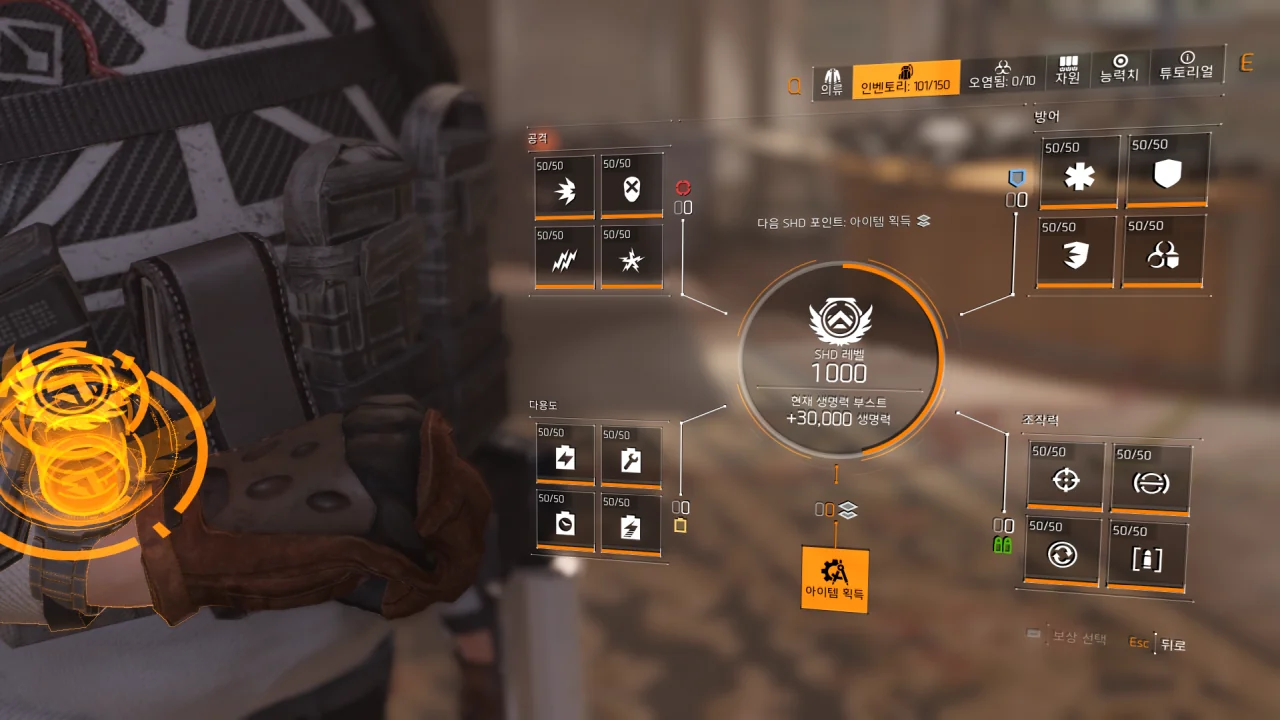 Q
의류
인벤토리: 101/150
오염됨: 0/10
자원
능력치
튜토리얼
E
공격
50/50
50/50
50/50
50/50
00
방어
50/50
50/50
50/50
50/50
00
다음 SHD 포인트: 아이템 획득
SHD 레벨
1000
현재 생명력 부스트
+30,000 생명력
다용도
50/50
50/50
50/50
50/50
00
조작력
50/50
50/50
50/50
50/50
00
00
아이템 획득
보상 선택
Esc 뒤로